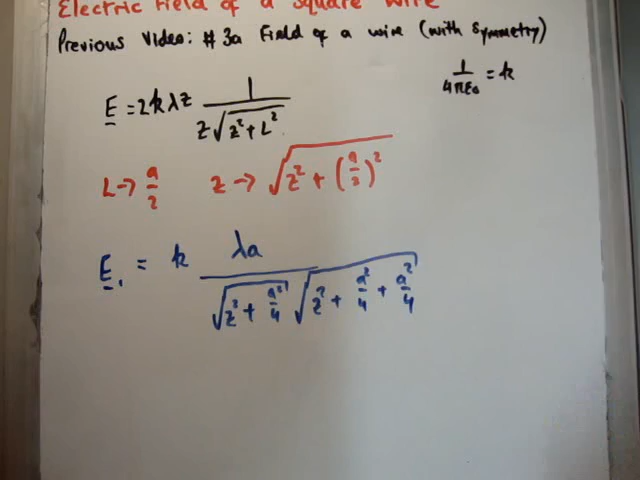 Electric Field of a Square Wire
Previous Video: #3a Field of a wire (with symmetry)
1/4πε₀ = k
E = 2kλz 1/z√(z²+L²)
L → a/2 z → √(z² + (a/2)²)
E₁ = k λa/√(z² + a²/4) √(z² + a²/4 + a²/4)